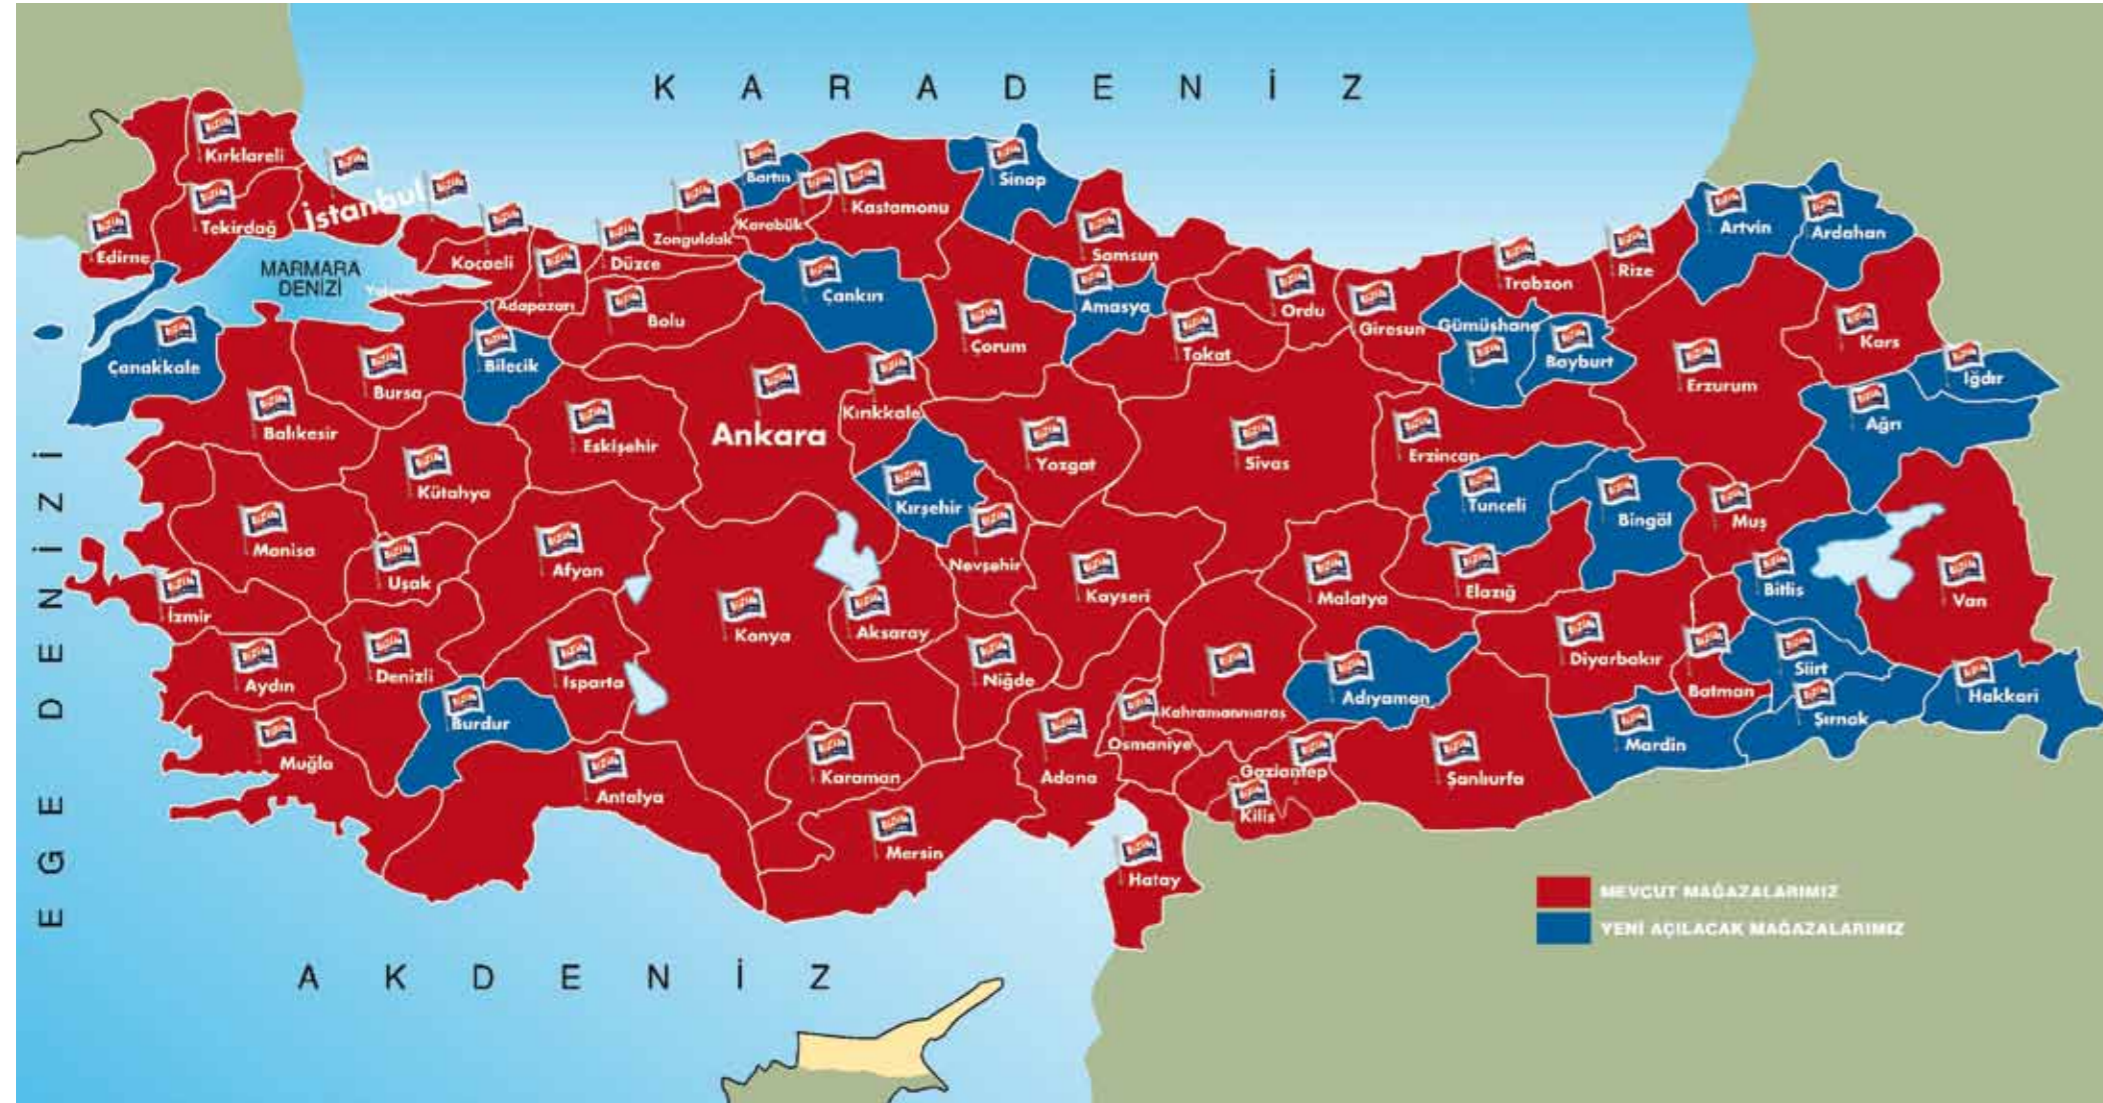 KARADENİZ
Kırklareli
İstanbul
Tekirdağ
Edirne
MARMARA
DENİZİ
Kocaeli
Adapazarı
Düzce
Bolu
Zonguldak
Bartın
Karabük
Kastamonu
Sinop
Samsun
Çankırı
Çorum
Amasya
Tokat
Ordu
Giresun
Gümüşhane
Bayburt
Trabzon
Rize
Artvin
Ardahan
Kars
Iğdır
Ağrı
Erzurum
Çanakkale
Balıkesir
Bursa
Bilecik
Eskişehir
Kütahya
Ankara
Kırıkkale
Kırşehir
Yozgat
Sivas
Erzincan
Tunceli
Bingöl
Muş
Bitlis
Van
Manisa
Uşak
Afyan
İzmir
Aydın
Denizli
Muğla
Burdur
Isparta
Antalya
Konya
Aksaray
Nevşehir
Niğde
Kayseri
Karaman
Mersin
Adana
Osmaniye
Kahramanmaraş
Malatya
Elazığ
Adıyaman
Gaziantep
Kilis
Hatay
Şanlıurfa
Diyarbakır
Batman
Mardin
Siirt
Şırnak
Hakkari
EGE DENİZİ
AKDENİZ
MEVCUT MAĞAZALARIMIZ
YENİ AÇILACAK MAĞAZALARIMIZ